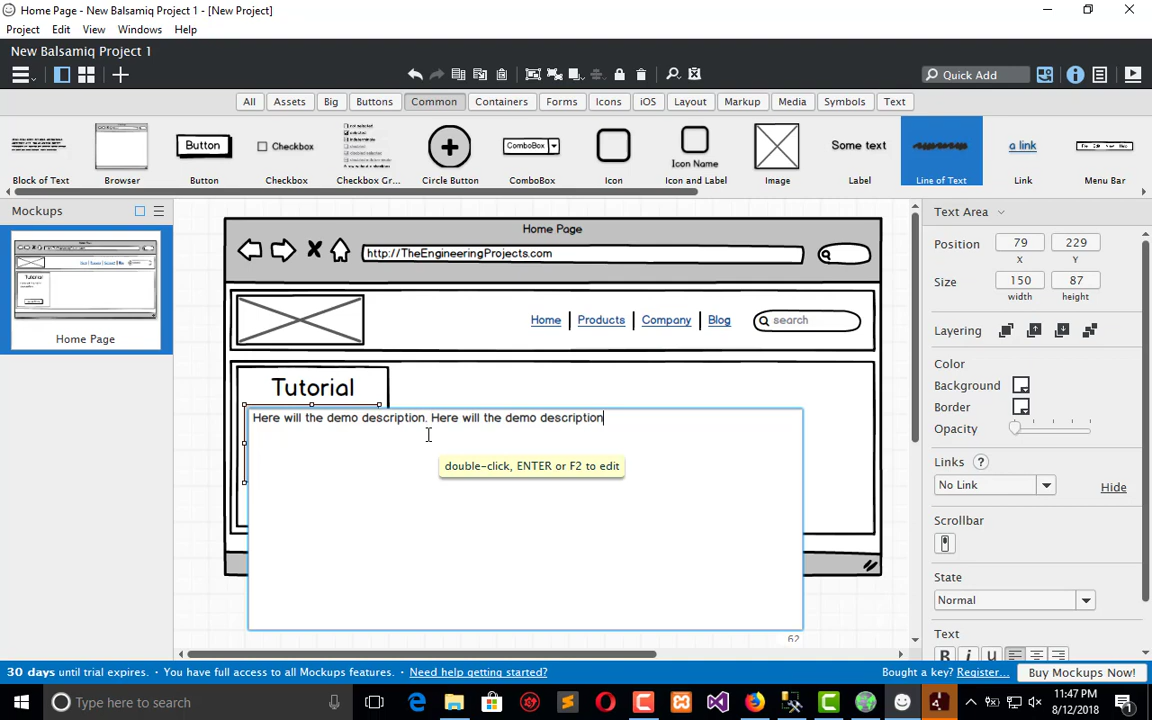 Home Page - New Balsamiq Project 1 - [New Project]
Project Edit View Windows Help
New Balsamiq Project 1
Quick Add
All Assets Big Buttons Common Containers Forms Icons iOS Layout Markup Media Symbols Text
Button
Checkbox
ComboBox
Icon Name
Some text
a link
Block of Text Browser Button Checkbox Checkbox Gr... Circle Button ComboBox Icon Icon and Label Image Label Line of Text Link Menu Bar
Mockups
Home Page
Home Page
http://TheEngineeringProjects.com
Home Products Company Blog search
Tutorial
Here will the demo description. Here will the demo description
double-click, ENTER or F2 to edit
62
Text Area
Position 79 229
X Y
Size 150 87
width height
Layering
Color
Background
Border
Opacity
Links ?
No Link Hide
Scrollbar
State
Normal
Text
B i u
30 days until trial expires. • You have full access to all Mockups features. Need help getting started?
Bought a key? Register... Buy Mockups Now!
Type here to search
11:47 PM
8/12/2018